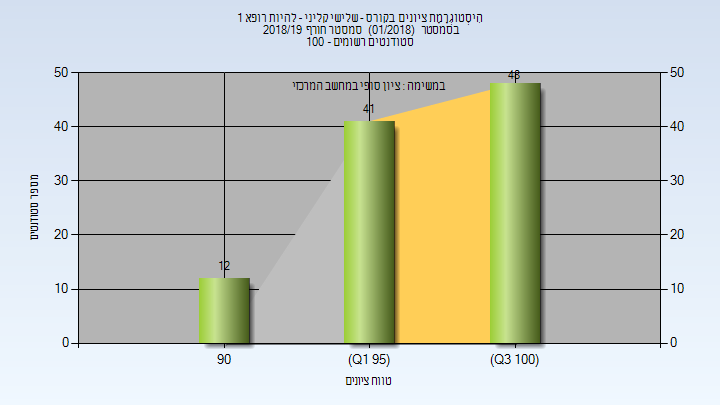 היסטוגרמת ציונים בקורס - שלישי קליני - להיות רופא 1
בסמסטר (01/2018) סמסטר חורף 2018/19
סטודנטים רשומים - 100
במשימה : ציון סופי במחשב המרכזי
מספר סטודנטים
50
40
30
20
10
0
50
40
30
20
10
0
12
41
48
90
(Q1 95)
(Q3 100)
טווח ציונים